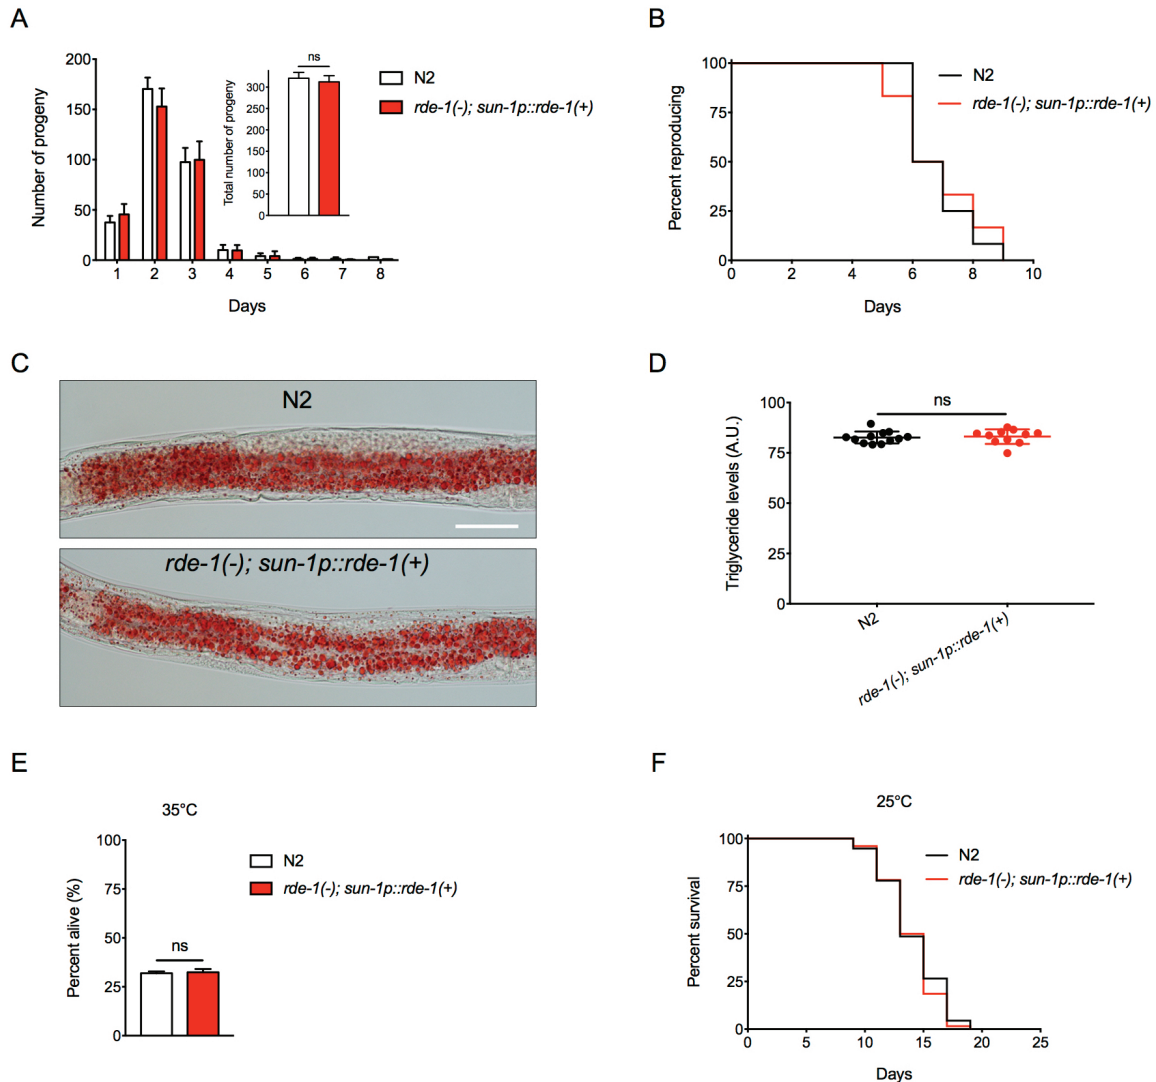 A
Number of progeny
200
150
100
50
0
1 2 3 4 5 6 7 8
Days
Total number of progeny
300
250
200
150
100
50
0
ns
N2
rde-1(-); sun-1p::rde-1(+)
B
Percent reproducing
100
75
50
25
0
0 2 4 6 8 10
Days
N2
rde-1(-); sun-1p::rde-1(+)
C
N2
rde-1(-); sun-1p::rde-1(+)
D
Triglyceride levels (A.U.)
100
75
50
25
0
ns
N2
rde-1(-); sun-1p::rde-1(+)
E
35°C
Percent alive (%)
100
75
50
25
0
ns
N2
rde-1(-); sun-1p::rde-1(+)
F
25°C
Percent survival
100
75
50
25
0
0 5 10 15 20 25
Days
N2
rde-1(-); sun-1p::rde-1(+)